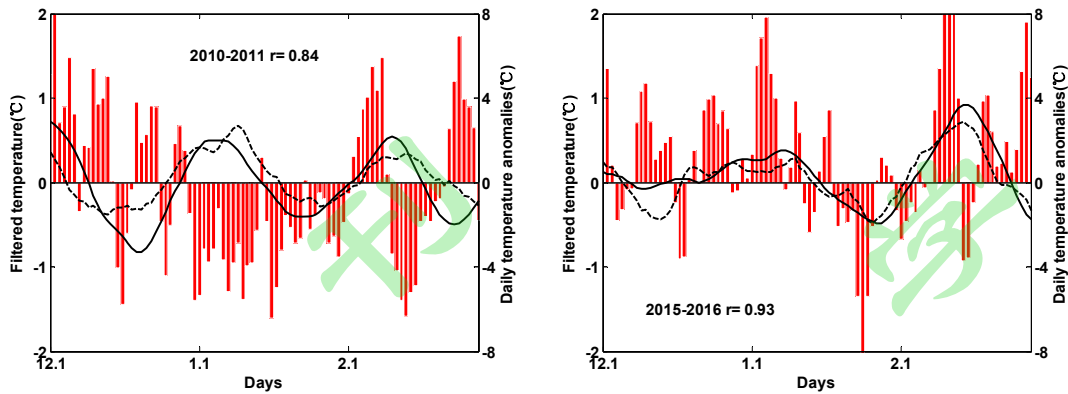 2
1
0
-1
-2
8
4
0
-4
-8
12.1
1.1
2.1
Filtered temperature(℃)
Daily temperature anomalies(℃)
Days
2010-2011 r= 0.84
2
1
0
-1
-2
8
4
0
-4
-8
12.1
1.1
2.1
Filtered temperature(℃)
Daily temperature anomalies(℃)
Days
2015-2016 r= 0.93
学